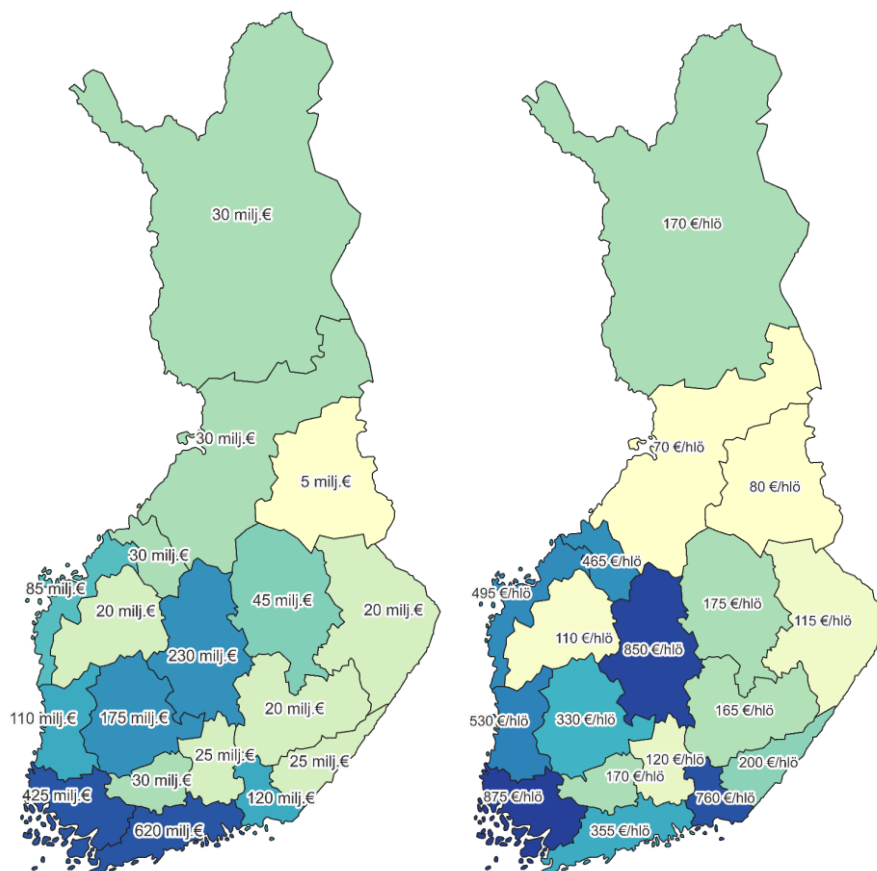 30 milj.€
30 milj.€
5 milj.€
30 milj.€
85 milj.€
20 milj.€
45 milj.€
20 milj.€
230 milj.€
110 milj.€
175 milj.€
20 milj.€
25 milj.€
25 milj.€
30 milj.€
425 milj.€
120 milj.€
620 milj.€
170 €/hlö
70 €/hlö
80 €/hlö
465 €/hlö
495 €/hlö
175 €/hlö
110 €/hlö
115 €/hlö
850 €/hlö
165 €/hlö
530 €/hlö
330 €/hlö
120 €/hlö
200 €/hlö
170 €/hlö
875 €/hlö
760 €/hlö
355 €/hlö